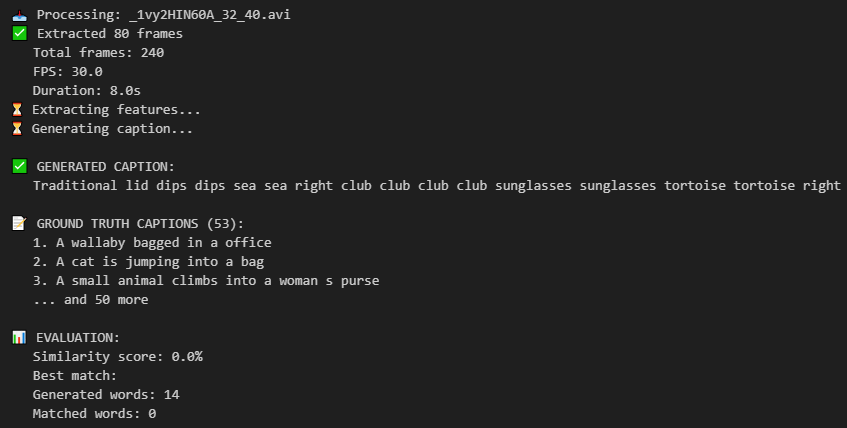 📥 Processing: _1vy2HIN60A_32_40.avi
✅ Extracted 80 frames
Total frames: 240
FPS: 30.0
Duration: 8.0s
⏳ Extracting features...
⏳ Generating caption...
✅ GENERATED CAPTION:
Traditional lid dips dips sea sea right club club club club sunglasses sunglasses tortoise tortoise right
📝 GROUND TRUTH CAPTIONS (53):
1. A wallaby bagged in a office
2. A cat is jumping into a bag
3. A small animal climbs into a woman s purse
... and 50 more
📊 EVALUATION:
Similarity score: 0.0%
Best match:
Generated words: 14
Matched words: 0